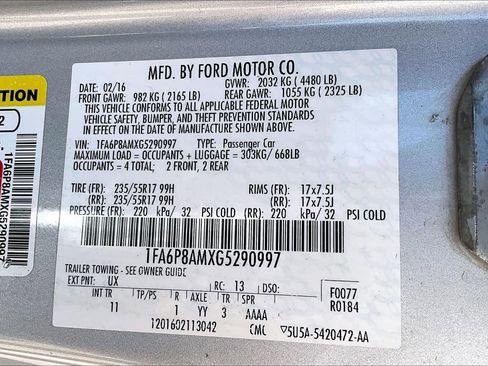 MFD. BY FORD MOTOR CO.
02/16 GVWR: 2032 KG ( 4480 LB)
FRONT GAWR: 982 KG ( 2165 LB) REAR GAWR: 1055 KG ( 2325 LB)
THIS VEHICLE CONFORMS TO ALL APPLICABLE FEDERAL MOTOR
VEHICLE SAFETY, BUMPER, AND THEFT PREVENTION STANDARDS
IN EFFECT ON THE DATE OF MANUFACTURE SHOWN ABOVE.
VIN: 1FA6P8AMXG5290997 TYPE: Passenger Car
MAXIMUM LOAD = OCCUPANTS + LUGGAGE = 303KG/ 668LB
OCCUPANTS = 4 TOTAL; 2 FRONT, 2 REAR
TIRE (FR): 235/55R17 99H RIMS (FR): 17x7.5J
TIRE (RR): 235/55R17 99H RIMS (RR): 17x7.5J
PRESSURE (FR): 220 kPa/ 32 PSI COLD (RR): 220 kPa/ 32 PSI COLD
1FA6P8AMXG5290997
TRAILER TOWING - SEE OWNER GUIDE
EXT PNT: UX RC: 13 DSO: F0077
INT TR TP/PS R AXLE TR SPR R0184
11 1 YY 3 AAAA
1201602113042 CMC 5U5A-5420472-AA
TION
2
1FA6P8AMXG5290997